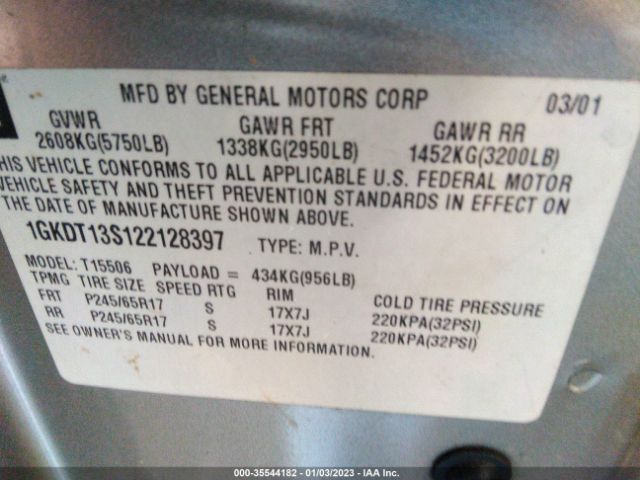 MFD BY GENERAL MOTORS CORP 03/01
GVWR GAWR FRT GAWR RR
2608KG(5750LB) 1338KG(2950LB) 1452KG(3200LB)
THIS VEHICLE CONFORMS TO ALL APPLICABLE U.S. FEDERAL MOTOR
VEHICLE SAFETY AND THEFT PREVENTION STANDARDS IN EFFECT ON
THE DATE OF MANUFACTURE SHOWN ABOVE.
1GKDT13S122128397 TYPE: M.P.V.
MODEL: T15506 PAYLOAD = 434KG(956LB)
TPMG TIRE SIZE SPEED RTG RIM COLD TIRE PRESSURE
FRT P245/65R17 S 17X7J 220KPA(32PSI)
RR P245/65R17 S 17X7J 220KPA(32PSI)
SEE OWNER'S MANUAL FOR MORE INFORMATION.
000-35544182 - 01/03/2023 - IAA Inc.